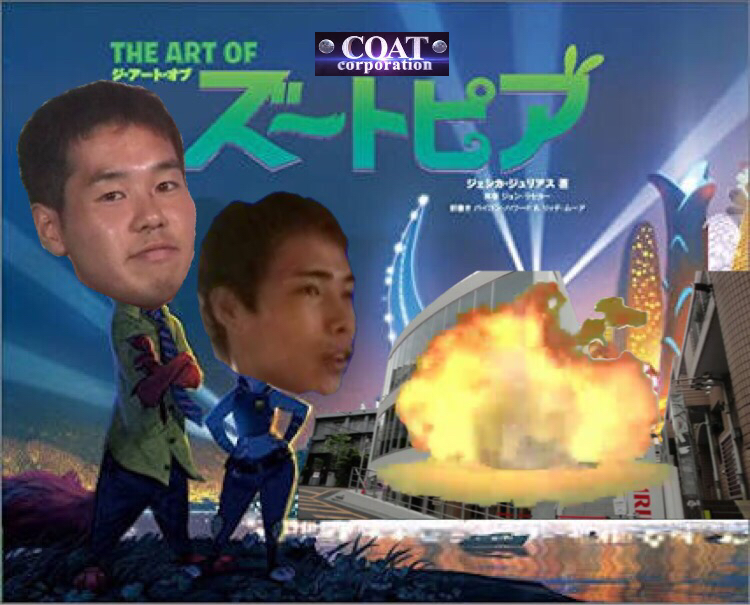 COAT
corporation
THE ART OF
ジ・アート・オブ
ズートピア
ジェシカ・ジュリアス 著